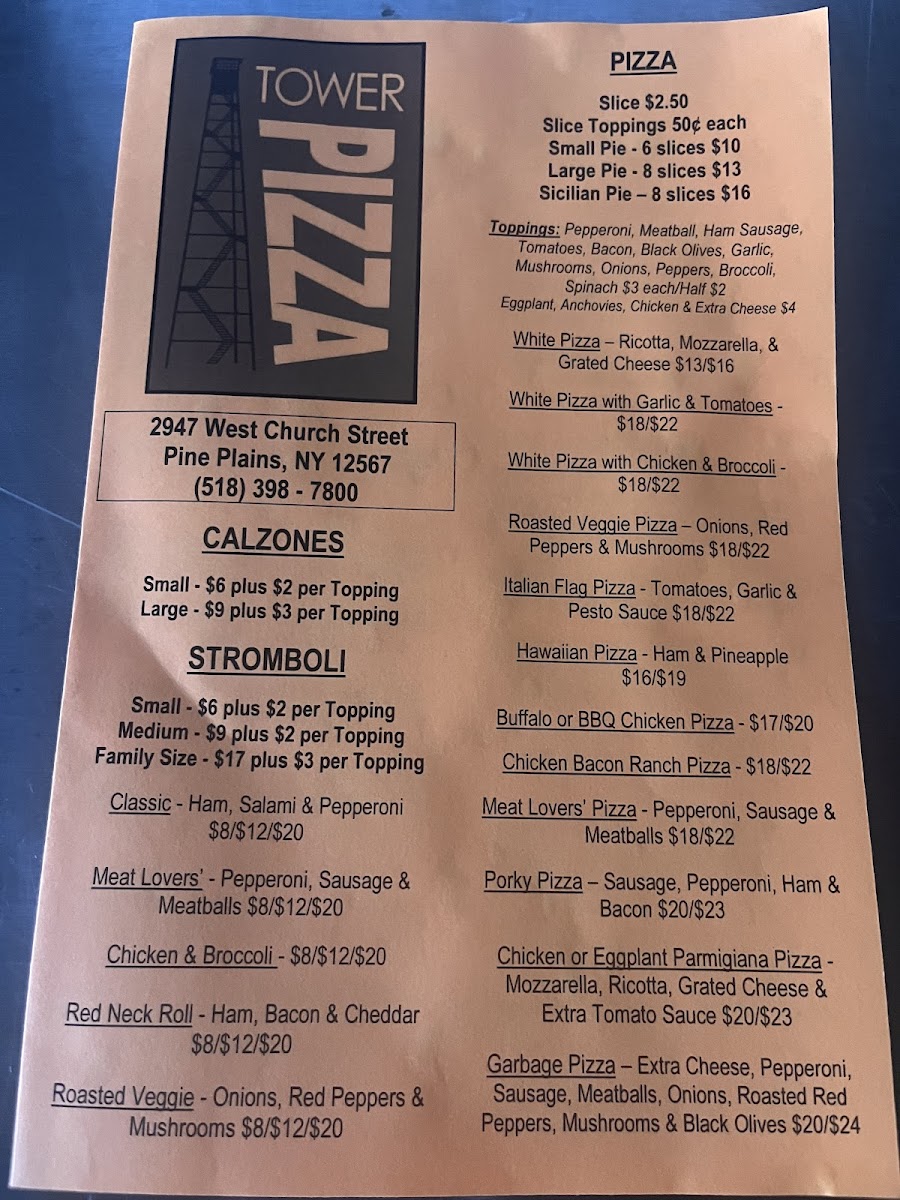 TOWER
PIZZA
2947 West Church Street
Pine Plains, NY 12567
(518) 398 - 7800
CALZONES
Small - $6 plus $2 per Topping
Large - $9 plus $3 per Topping
STROMBOLI
Small - $6 plus $2 per Topping
Medium - $9 plus $2 per Topping
Family Size - $17 plus $3 per Topping
Classic - Ham, Salami & Pepperoni
$8/$12/$20
Meat Lovers' - Pepperoni, Sausage &
Meatballs $8/$12/$20
Chicken & Broccoli - $8/$12/$20
Red Neck Roll - Ham, Bacon & Cheddar
$8/$12/$20
Roasted Veggie - Onions, Red Peppers &
Mushrooms $8/$12/$20
PIZZA
Slice $2.50
Slice Toppings 50¢ each
Small Pie - 6 slices $10
Large Pie - 8 slices $13
Sicilian Pie – 8 slices $16
Toppings: Pepperoni, Meatball, Ham Sausage,
Tomatoes, Bacon, Black Olives, Garlic,
Mushrooms, Onions, Peppers, Broccoli,
Spinach $3 each/Half $2
Eggplant, Anchovies, Chicken & Extra Cheese $4
White Pizza – Ricotta, Mozzarella, &
Grated Cheese $13/$16
White Pizza with Garlic & Tomatoes -
$18/$22
White Pizza with Chicken & Broccoli -
$18/$22
Roasted Veggie Pizza – Onions, Red
Peppers & Mushrooms $18/$22
Italian Flag Pizza - Tomatoes, Garlic &
Pesto Sauce $18/$22
Hawaiian Pizza - Ham & Pineapple
$16/$19
Buffalo or BBQ Chicken Pizza - $17/$20
Chicken Bacon Ranch Pizza - $18/$22
Meat Lovers' Pizza - Pepperoni, Sausage &
Meatballs $18/$22
Porky Pizza – Sausage, Pepperoni, Ham &
Bacon $20/$23
Chicken or Eggplant Parmigiana Pizza -
Mozzarella, Ricotta, Grated Cheese &
Extra Tomato Sauce $20/$23
Garbage Pizza – Extra Cheese, Pepperoni,
Sausage, Meatballs, Onions, Roasted Red
Peppers, Mushrooms & Black Olives $20/$24